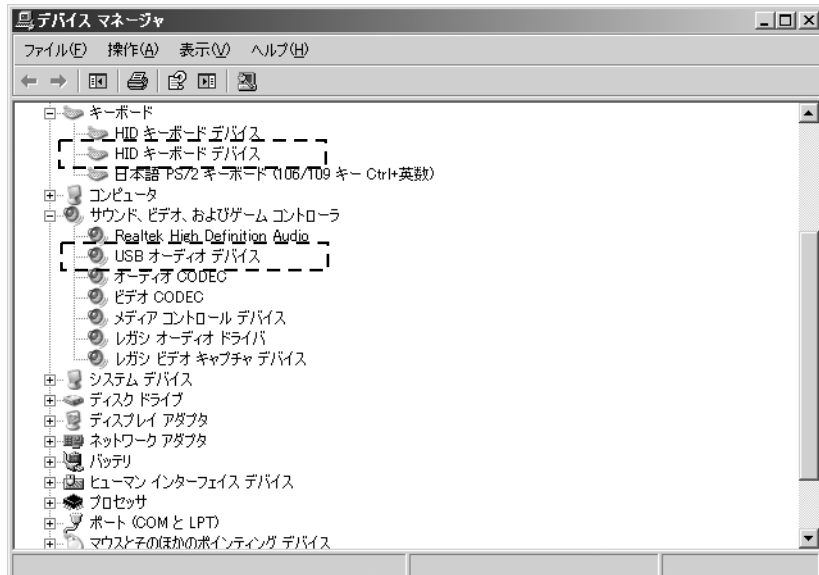 デバイス マネージャ
ファイル(F) 操作(A) 表示(V) ヘルプ(H)
キーボード
HID キーボード デバイス
HID キーボード デバイス
日本語 PS/2 キーボード (106/109 キー Ctrl+英数)
コンピュータ
サウンド、ビデオ、およびゲーム コントローラ
Realtek High Definition Audio
USB オーディオ デバイス
オーディオ CODEC
ビデオ CODEC
メディア コントロール デバイス
レガシ オーディオ ドライバ
レガシ ビデオ キャプチャ デバイス
システム デバイス
ディスク ドライブ
ディスプレイ アダプタ
ネットワーク アダプタ
バッテリ
ヒューマン インターフェイス デバイス
プロセッサ
ポート (COM と LPT)
マウスとそのほかのポインティング デバイス